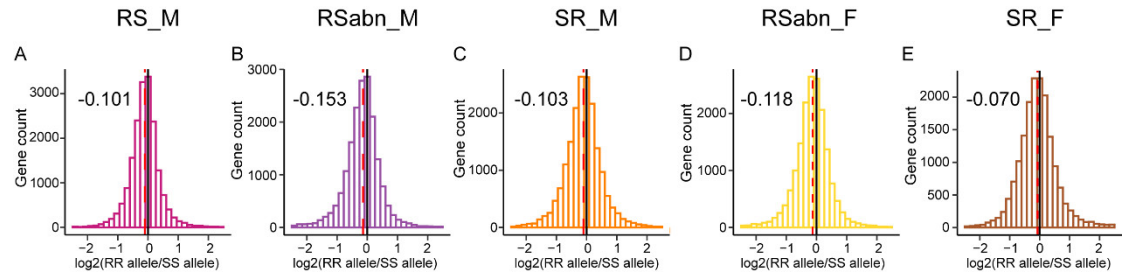 RS_M RSabn_M SR_M RSabn_F SR_F
A B C D E
-0.101 -0.153 -0.103 -0.118 -0.070
Gene count
3000
2000
1000
0
−2 −1 0 1 2
log2(RR allele/SS allele)
Gene count
3000
2000
1000
0
−2 −1 0 1 2
log2(RR allele/SS allele)
Gene count
2000
1000
0
−2 −1 0 1 2
log2(RR allele/SS allele)
Gene count
2000
1000
0
−2 −1 0 1 2
log2(RR allele/SS allele)
Gene count
2000
1500
1000
500
0
−2 −1 0 1 2
log2(RR allele/SS allele)